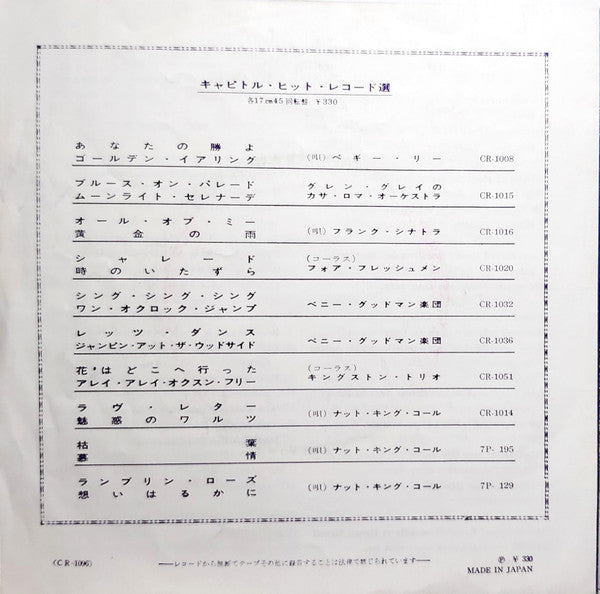 キャピトル・ヒット・レコード選
各17cm45回転盤 ¥330
あなたの勝よ
ゴールデン・イアリング (唄) ペギー・リー CR-1008
ブルース・オン・パレード グレン・グレイの
ムーンライト・セレナーデ カサ・ロマ・オーケストラ CR-1015
オール・オブ・ミー
黄金の雨 (唄) フランク・シナトラ CR-1016
シャレード (コーラス)
時のいたずら フォア・フレッシュメン CR-1020
シング・シング・シング
ワン・オクロック・ジャンプ ベニー・グッドマン楽団 CR-1032
レッツ・ダンス
ジャンピン・アット・ザ・ウッドサイド ベニー・グッドマン楽団 CR-1036
花はどこへ行った (コーラス)
アレイ・アレイ・オクスン・フリー キングストン・トリオ CR-1051
ラヴ・レター
魅惑のワルツ (唄) ナット・キング・コール CR-1014
枯葉
慕情 (唄) ナット・キング・コール 7P-195
ランブリン・ローズ
想いはるかに (唄) ナット・キング・コール 7P-129
(CR-1096)
レコードから無断でテープその他に録音することは法律で禁じられています
Ⓟ ¥330
MADE IN JAPAN